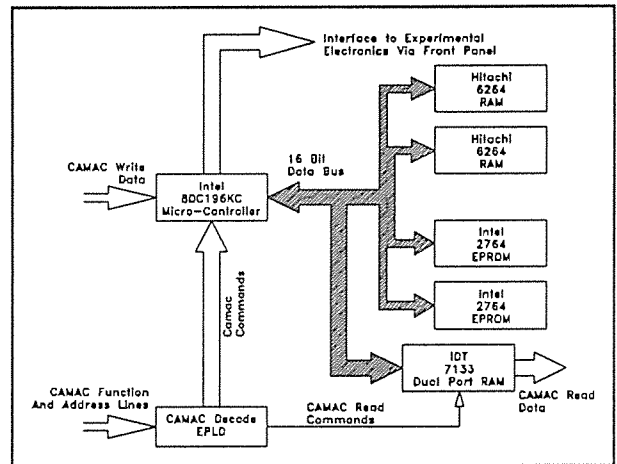 Interface to Experimental
Electronics Via Front Panel
Hitachi
6264
RAM
Hitachi
6264
RAM
16 Bit
Data Bus
CAMAC Write
Data
Intel
80C196KC
Micro-Controller
Intel
2764
EPROM
Intel
2764
EPROM
Camac
Commands
IDT
7133
Dual Port RAM
CAMAC Read
Data
CAMAC Function
And Address Lines
CAMAC Decode
EPLD
CAMAC Read
Commands